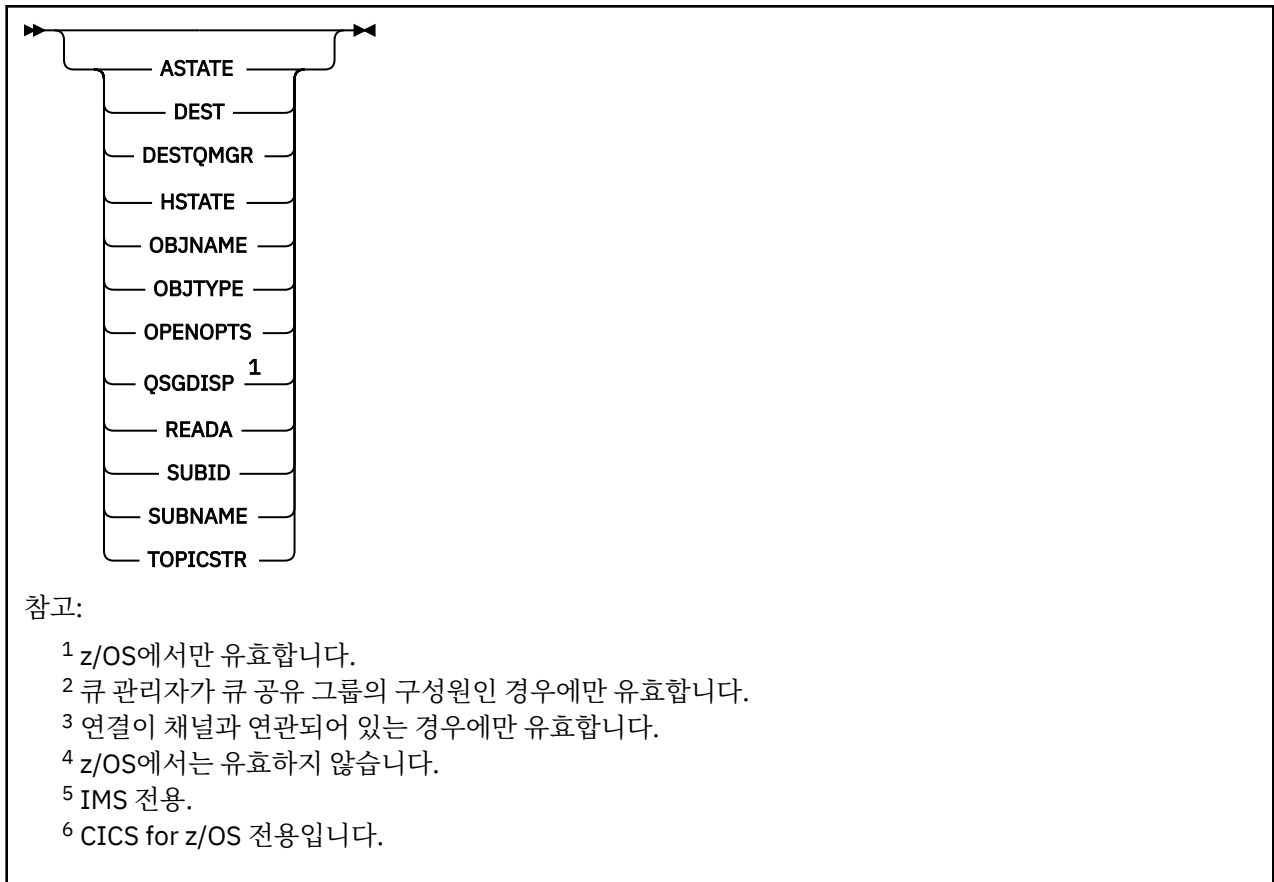 ASTATE
DEST
DESTQMGR
HSTATE
OBJNAME
OBJTYPE
OPENOPTS
QSGDISP 1
READA
SUBID
SUBNAME
TOPICSTR
참고:
1 z/OS에서만 유효합니다.
2 큐 관리자가 큐 공유 그룹의 구성원인 경우에만 유효합니다.
3 연결이 채널과 연관되어 있는 경우에만 유효합니다.
4 z/OS에서는 유효하지 않습니다.
5 IMS 전용.
6 CICS for z/OS 전용입니다.